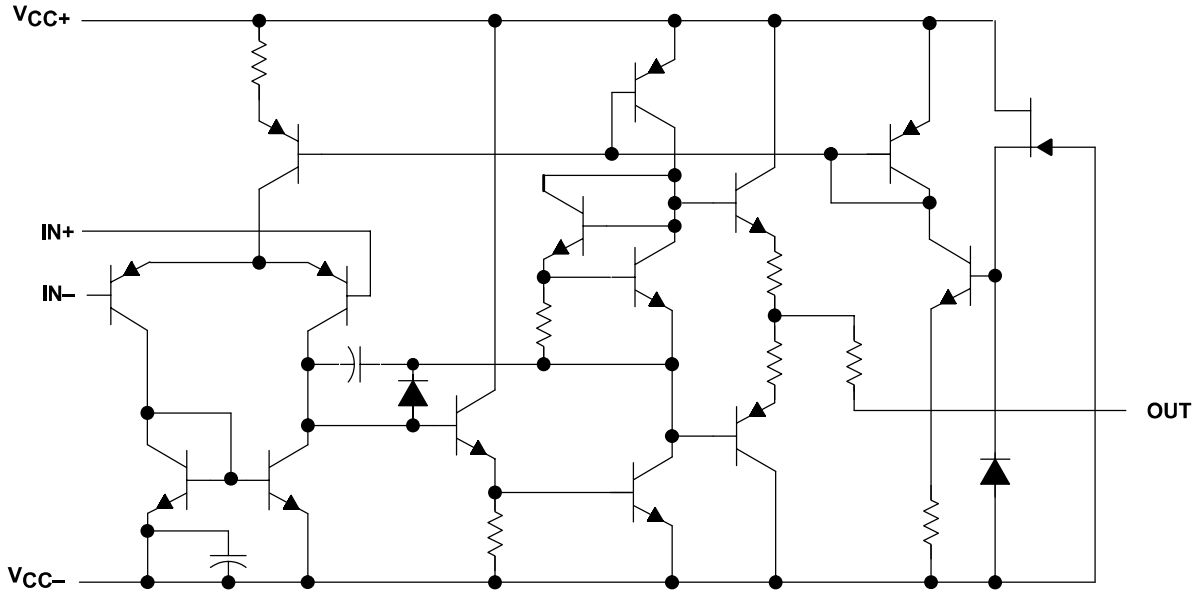 VCC+
IN+
IN–
OUT
VCC–